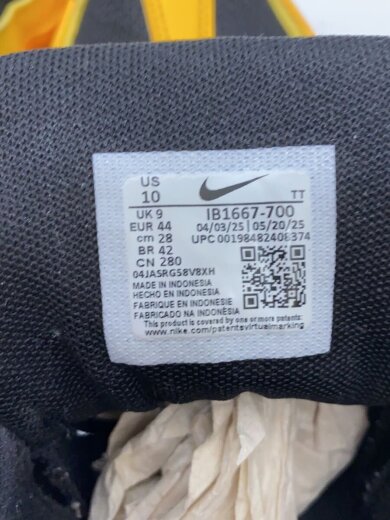 US
10
TT
UK 9
IB1667-700
EUR 44
04/03/25 | 05/20/25
cm 28
UPC 00198482408374
BR 42
CN 280
04JASRG58V8XH
MADE IN INDONESIA
HECHO EN INDONESIA
FABRIQUE EN INDONESIE
FABRICADO NA INDONÉSIA
This product is covered by one or more patents:
www.nike.com/patentsvirtualmarking